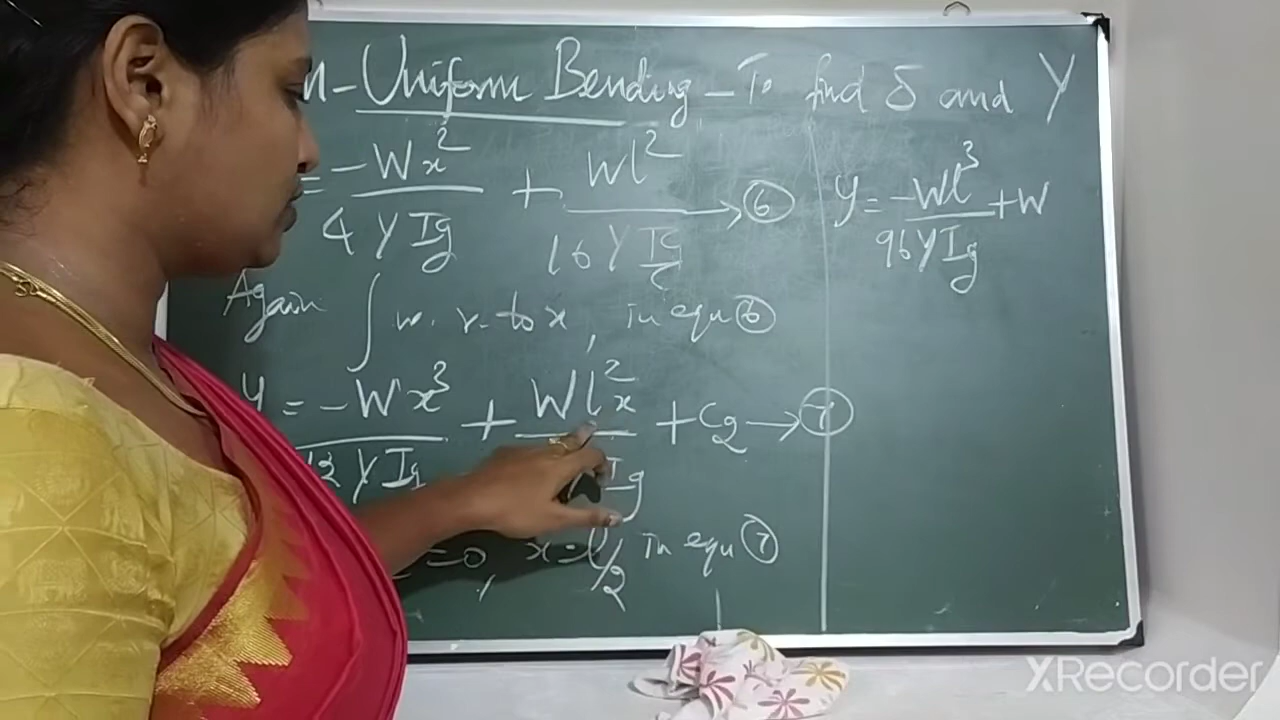 n-Uniform Bending - To find δ and Y
= -Wx² / 4YIg + Wl² / 16YIg → ⑥
Again ∫ w. r. to x, in equ ⑥
y = -Wx³ / 12YIg + Wl²x / Ig + C₂ → ⑦
=0, x=l/2 in equ ⑦
y = -Wl³ / 96YIg + W
XRecorder